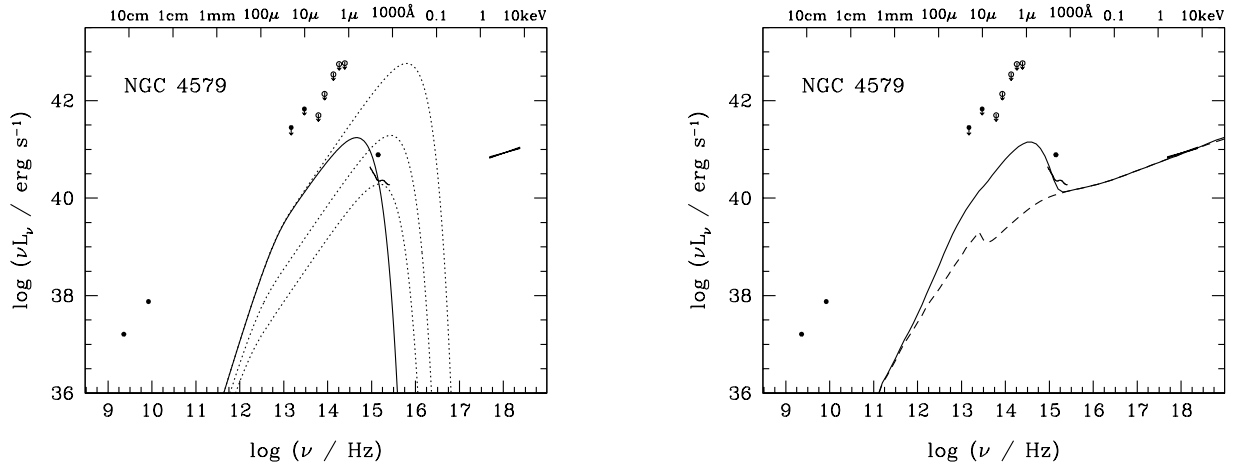 10cm 1cm 1mm 100μ 10μ 1μ 1000Å 0.1 1 10keV
NGC 4579
42
40
38
36
log (νLν / erg s⁻¹)
9 10 11 12 13 14 15 16 17 18
log (ν / Hz)
10cm 1cm 1mm 100μ 10μ 1μ 1000Å 0.1 1 10keV
NGC 4579
42
40
38
36
log (νLν / erg s⁻¹)
9 10 11 12 13 14 15 16 17 18
log (ν / Hz)